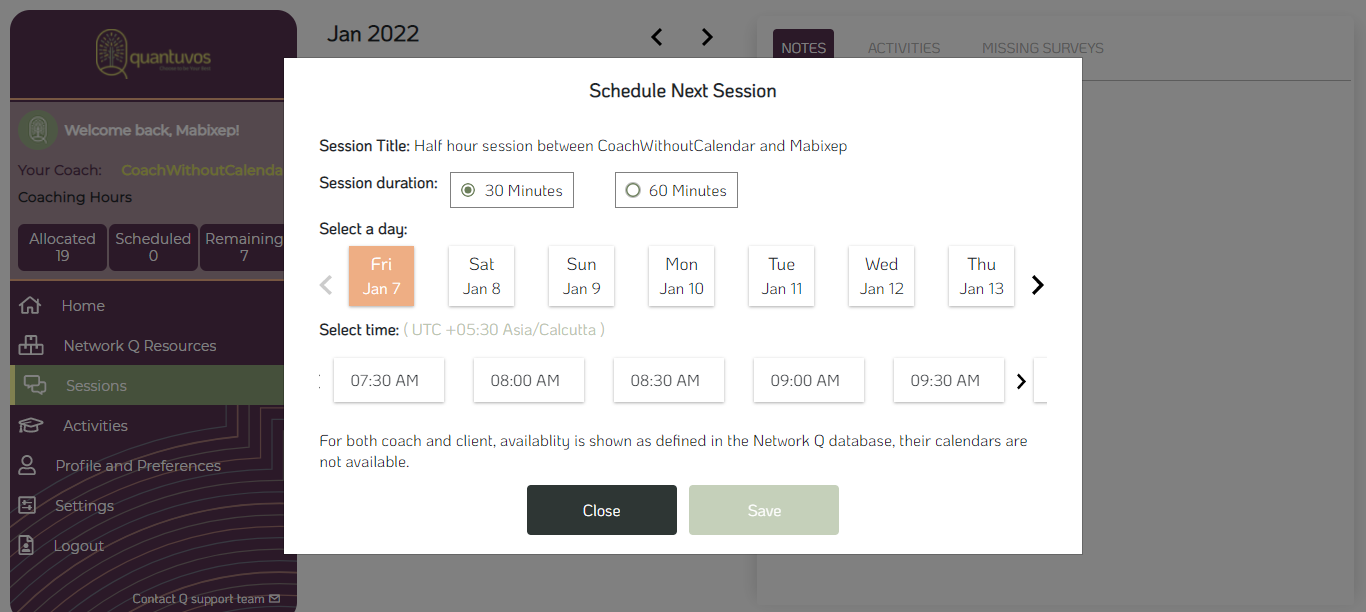 quantuvos
Welcome back, Mabixep!
Your Coach: CoachWithoutCalenda
Coaching Hours
Allocated
19
Scheduled
0
Remaining
7
Home
Network Q Resources
Sessions
Activities
Profile and Preferences
Settings
Logout
Contact Q support team
Jan 2022
NOTES ACTIVITIES MISSING SURVEYS
Schedule Next Session
Session Title: Half hour session between CoachWithoutCalendar and Mabixep
Session duration: 30 Minutes 60 Minutes
Select a day:
Fri Sat Sun Mon Tue Wed Thu
Jan 7 Jan 8 Jan 9 Jan 10 Jan 11 Jan 12 Jan 13
Select time: ( UTC +05:30 Asia/Calcutta )
07:30 AM 08:00 AM 08:30 AM 09:00 AM 09:30 AM
For both coach and client, availablity is shown as defined in the Network Q database, their calendars are
not available.
Close Save